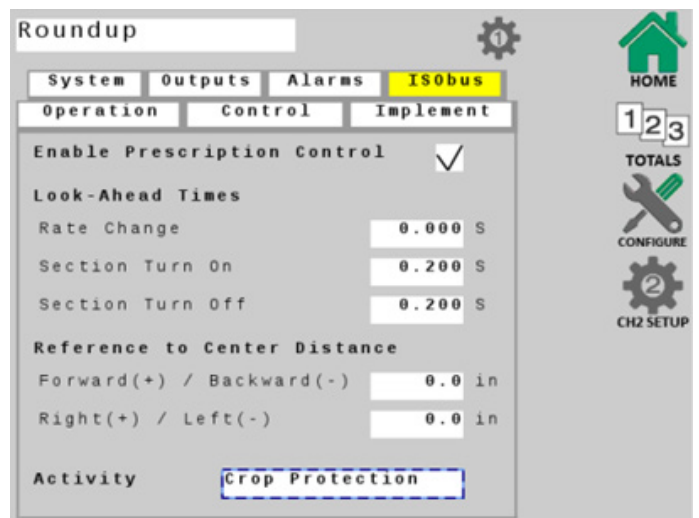 Roundup
1
System Outputs Alarms ISObus
Operation Control Implement
Enable Prescription Control
Look-Ahead Times
Rate Change 0.000 S
Section Turn On 0.200 S
Section Turn Off 0.200 S
Reference to Center Distance
Forward(+) / Backward(-) 0.0 in
Right(+) / Left(-) 0.0 in
Activity Crop Protection
HOME
123
TOTALS
CONFIGURE
2
CH2 SETUP